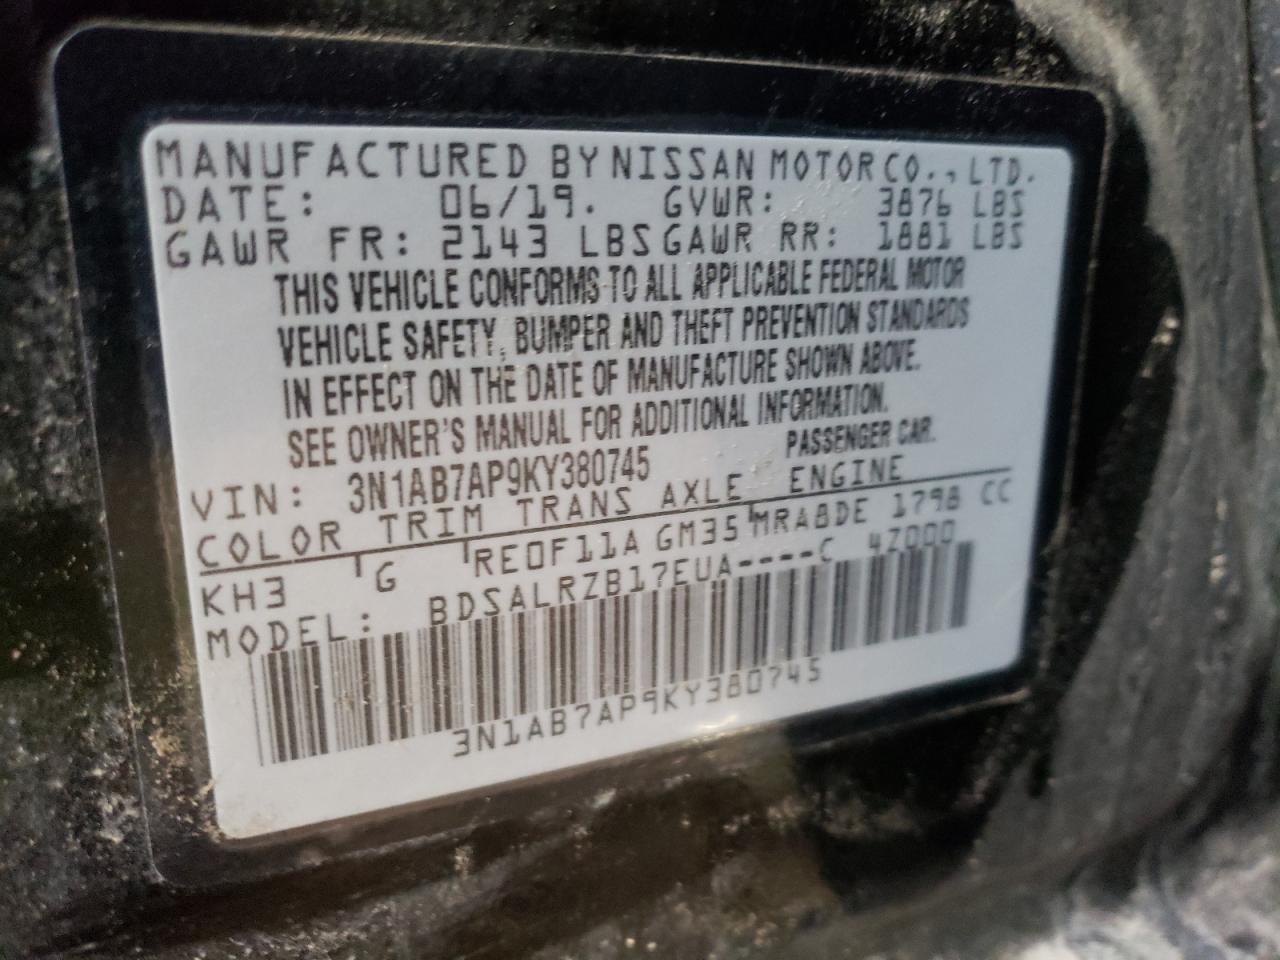 MANUFACTURED BY NISSAN MOTOR CO., LTD.
DATE: 06/19. GVWR: 3876 LBS
GAWR FR: 2143 LBS GAWR RR: 1881 LBS
THIS VEHICLE CONFORMS TO ALL APPLICABLE FEDERAL MOTOR
VEHICLE SAFETY, BUMPER AND THEFT PREVENTION STANDARDS
IN EFFECT ON THE DATE OF MANUFACTURE SHOWN ABOVE.
SEE OWNER'S MANUAL FOR ADDITIONAL INFORMATION.
VIN: 3N1AB7AP9KY380745 PASSENGER CAR.
COLOR TRIM TRANS AXLE ENGINE
KH3 G RE0F11A GM35 MRA8DE 1798 CC
MODEL: BDSALRZB17EUA----C 4Z000
3N1AB7AP9KY380745